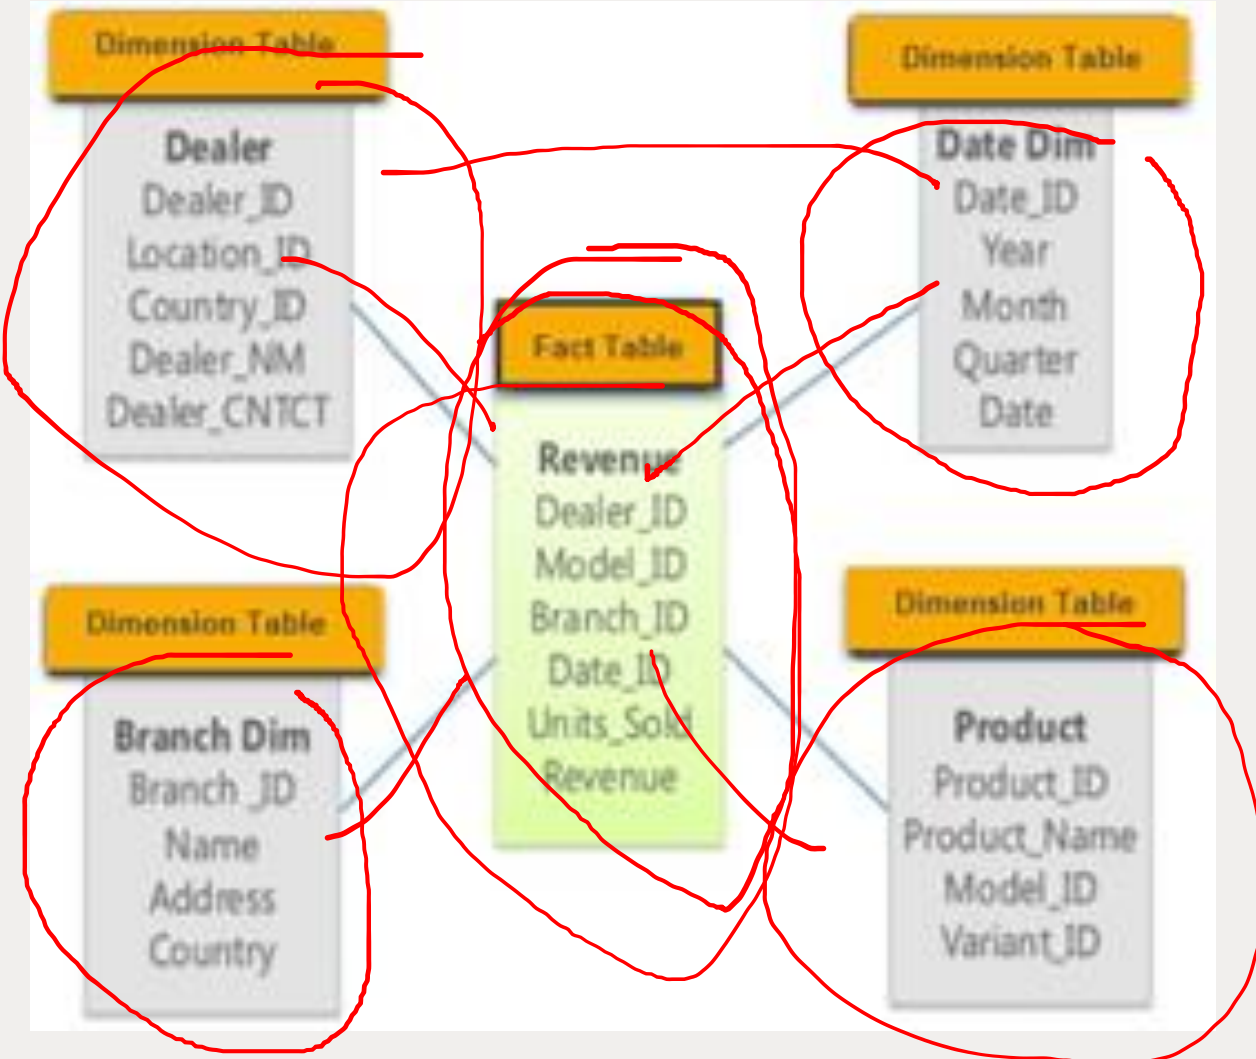 Dimension Table
Dealer
Dealer_ID
Location_ID
Country_ID
Dealer_NM
Dealer_CNTCT
Dimension Table
Date Dim
Date_ID
Year
Month
Quarter
Date
Fact Table
Revenue
Dealer_ID
Model_ID
Branch_ID
Date_ID
Units_Sold
Revenue
Dimension Table
Branch Dim
Branch _ID
Name
Address
Country
Dimension Table
Product
Product_ID
Product_Name
Model_ID
Variant_ID